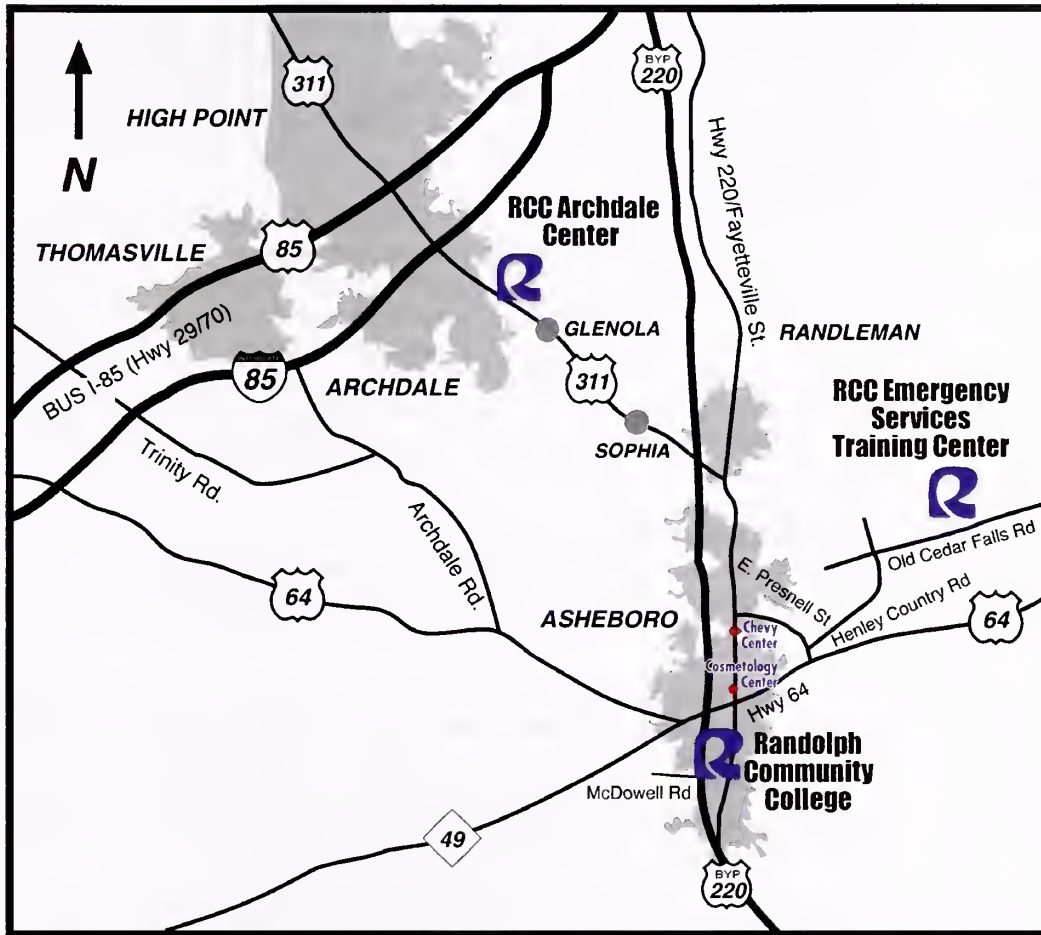 311
BYP
220
HIGH POINT
N
Hwy 220/Fayetteville St.
RCC Archdale
Center
THOMASVILLE
85
R
GLENOLA
RANDLEMAN
BUS I-85 (Hwy 29/70)
85
ARCHDALE
311
RCC Emergency
Services
Training Center
SOPHIA
R
Trinity Rd.
Archdale Rd.
Old Cedar Falls Rd
E. Presnell St
Henley Country Rd
64
ASHEBORO
64
Chevy
Center
Cosmetology
Center
Hwy 64
R
Randolph
Community
College
McDowell Rd
49
BYP
220